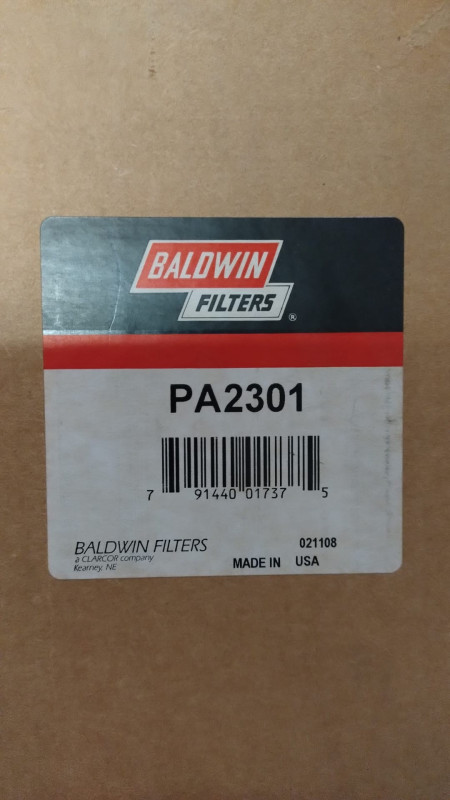 BALDWIN
FILTERS ®
PA2301
7 91440 01737 5
BALDWIN FILTERS
a CLARCOR company
Kearney, NE
021108
MADE IN USA